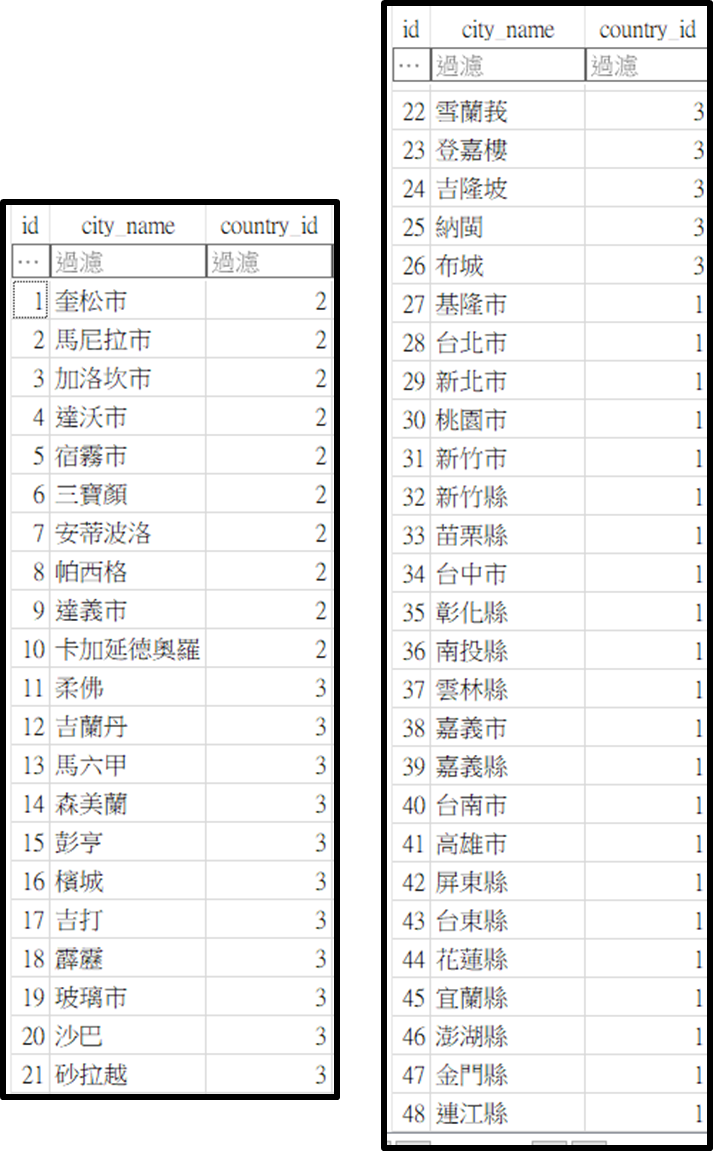 id city_name country_id
… 過濾 過濾
1 奎松市 2
2 馬尼拉市 2
3 加洛坎市 2
4 達沃市 2
5 宿霧市 2
6 三寶顏 2
7 安蒂波洛 2
8 帕西格 2
9 達義市 2
10 卡加延德奧羅 2
11 柔佛 3
12 吉蘭丹 3
13 馬六甲 3
14 森美蘭 3
15 彭亨 3
16 檳城 3
17 吉打 3
18 霹靂 3
19 玻璃市 3
20 沙巴 3
21 砂拉越 3
id city_name country_id
… 過濾 過濾
22 雪蘭莪 3
23 登嘉樓 3
24 吉隆坡 3
25 納閩 3
26 布城 3
27 基隆市 1
28 台北市 1
29 新北市 1
30 桃園市 1
31 新竹市 1
32 新竹縣 1
33 苗栗縣 1
34 台中市 1
35 彰化縣 1
36 南投縣 1
37 雲林縣 1
38 嘉義市 1
39 嘉義縣 1
40 台南市 1
41 高雄市 1
42 屏東縣 1
43 台東縣 1
44 花蓮縣 1
45 宜蘭縣 1
46 澎湖縣 1
47 金門縣 1
48 連江縣 1